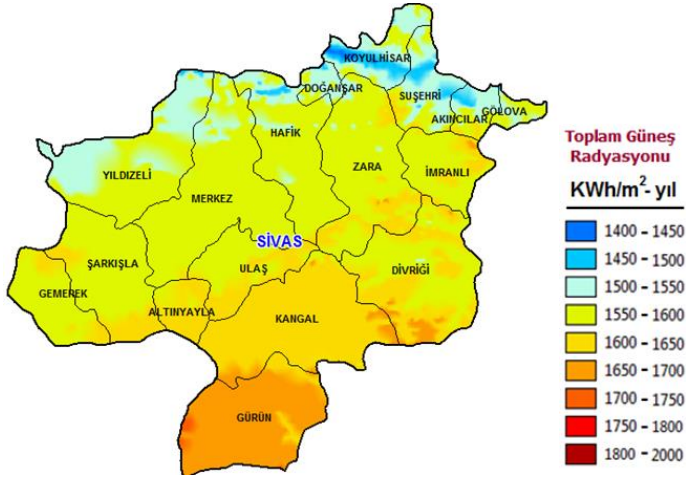 KOYULHİSAR
DOĞANŞAR
SUŞEHRİ
GÖLOVA
AKINCILAR
HAFİK
ZARA
İMRANLI
YILDIZELİ
MERKEZ
SİVAS
ŞARKIŞLA
ULAŞ
DİVRİĞİ
GEMEREK
ALTINYAYLA
KANGAL
GÜRÜN
Toplam Güneş
Radyasyonu
KWh/m²- yıl
1400 - 1450
1450 - 1500
1500 - 1550
1550 - 1600
1600 - 1650
1650 - 1700
1700 - 1750
1750 - 1800
1800 - 2000